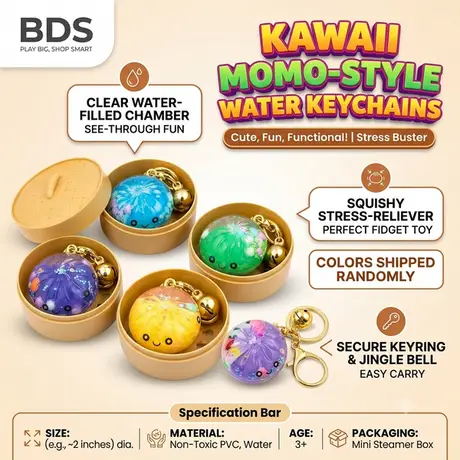 BDS
PLAY BIG, SHOP SMART
KAWAII
MOMO-STYLE
WATER KEYCHAINS
Cute, Fun, Functional! | Stress Buster
CLEAR WATER-
FILLED CHAMBER
SEE-THROUGH FUN
SQUISHY
STRESS-RELIEVER
PERFECT FIDGET TOY
COLORS SHIPPED
RANDOMLY
SECURE KEYRING
& JINGLE BELL
EASY CARRY
Specification Bar
SIZE:
(e.g., ~2 inches) dia.
MATERIAL:
Non-Toxic PVC, Water
AGE:
3+
PACKAGING:
Mini Steamer Box